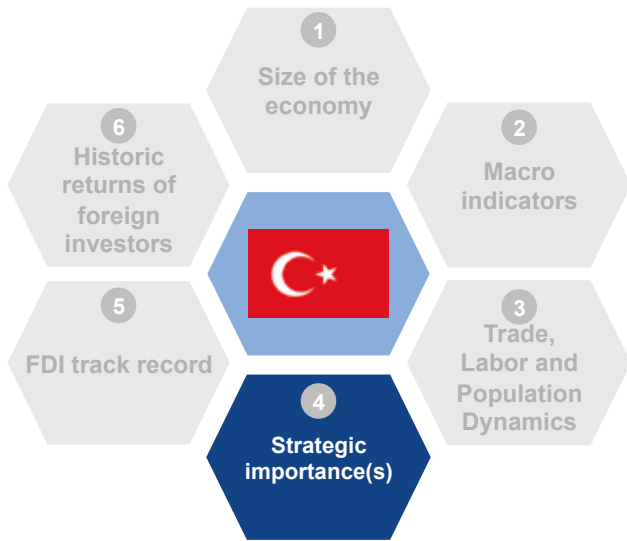 1
Size of the
economy
2
Macro
indicators
3
Trade,
Labor and
Population
Dynamics
4
Strategic
importance(s)
5
FDI track record
6
Historic
returns of
foreign
investors